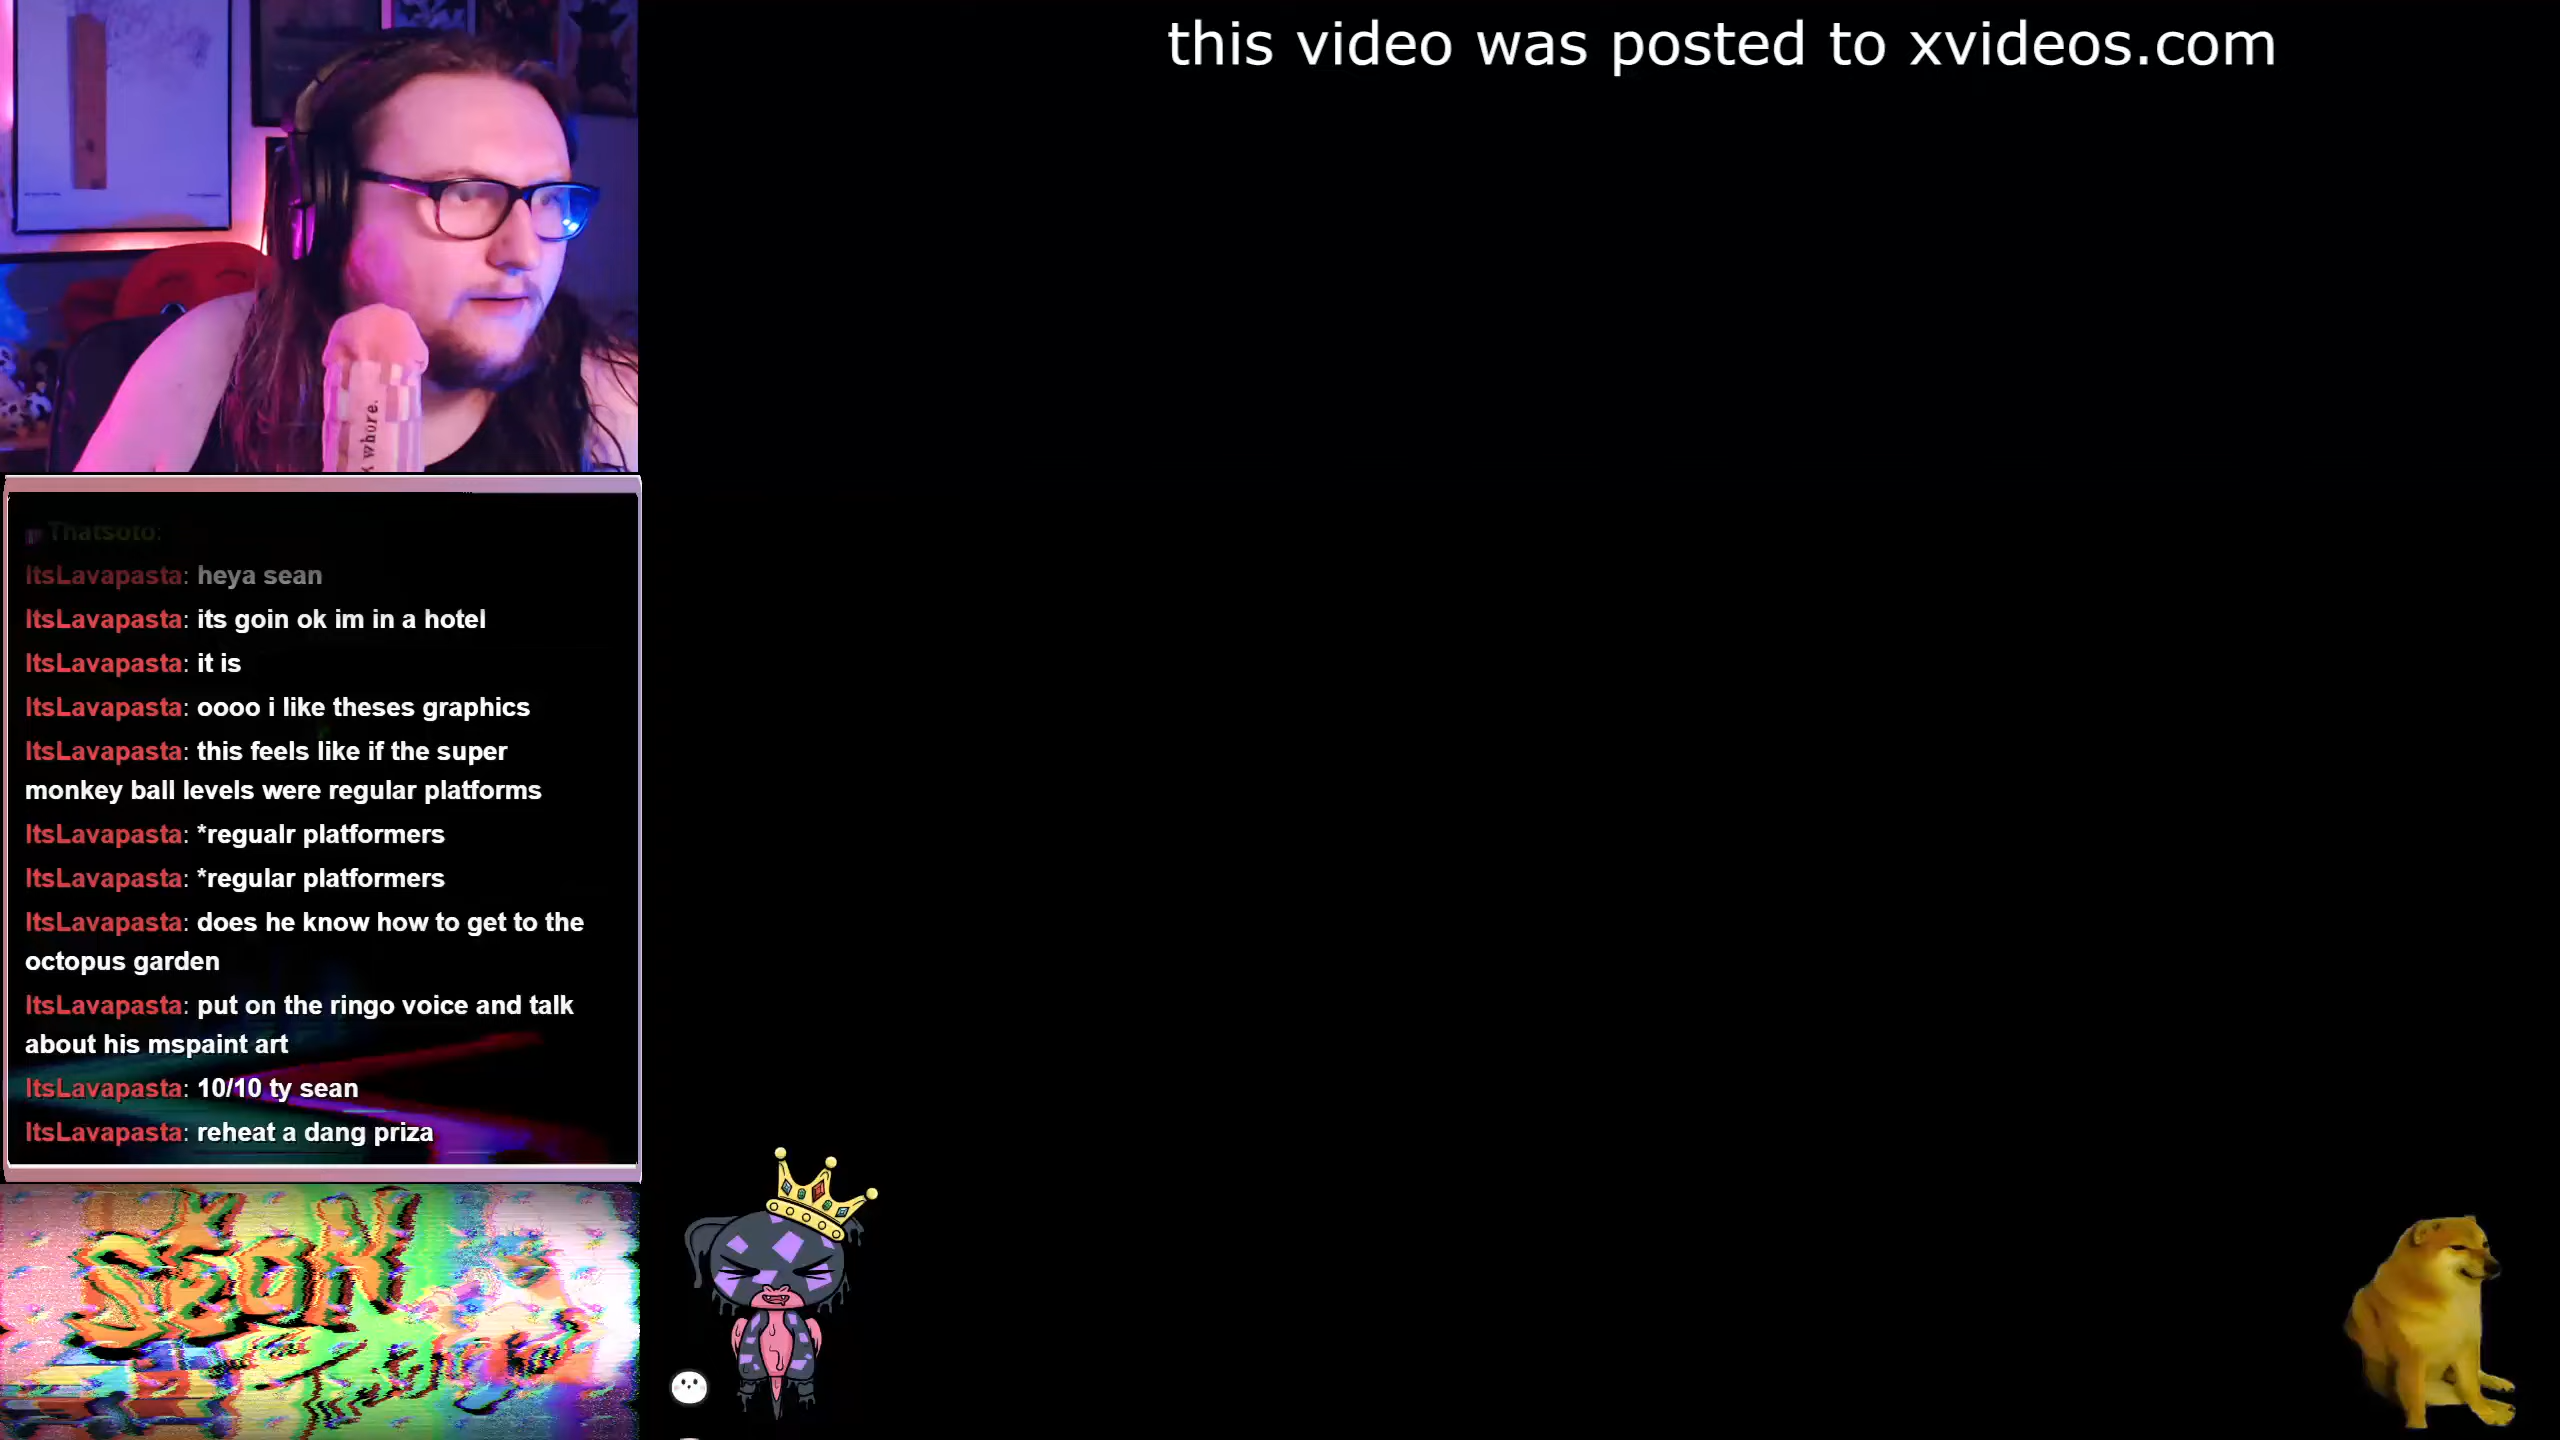 this video was posted to xvideos.com
whore.
Thatsoto:
ItsLavapasta: heya sean
ItsLavapasta: its goin ok im in a hotel
ItsLavapasta: it is
ItsLavapasta: oooo i like theses graphics
ItsLavapasta: this feels like if the super
monkey ball levels were regular platforms
ItsLavapasta: *regualr platformers
ItsLavapasta: *regular platformers
ItsLavapasta: does he know how to get to the
octopus garden
ItsLavapasta: put on the ringo voice and talk
about his mspaint art
ItsLavapasta: 10/10 ty sean
ItsLavapasta: reheat a dang priza
Sean